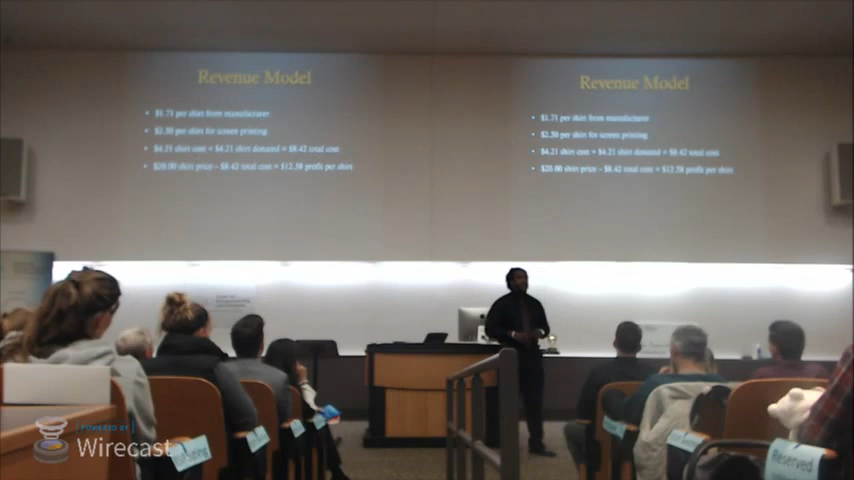 Revenue Model
• $1.71 per shirt from manufacturer
• $2.50 per shirt for screen printing
• $4.21 shirt cost + $4.21 shirt donated = $8.42 total cost
• $20.00 shirt price – $8.42 total cost = $12.58 profit per shirt
Revenue Model
• $1.71 per shirt from manufacturer
• $2.50 per shirt for screen printing
• $4.21 shirt cost + $4.21 shirt donated = $8.42 total cost
• $20.00 shirt price – $8.42 total cost = $12.58 profit per shirt
POWERED BY
Wirecast
Reserved